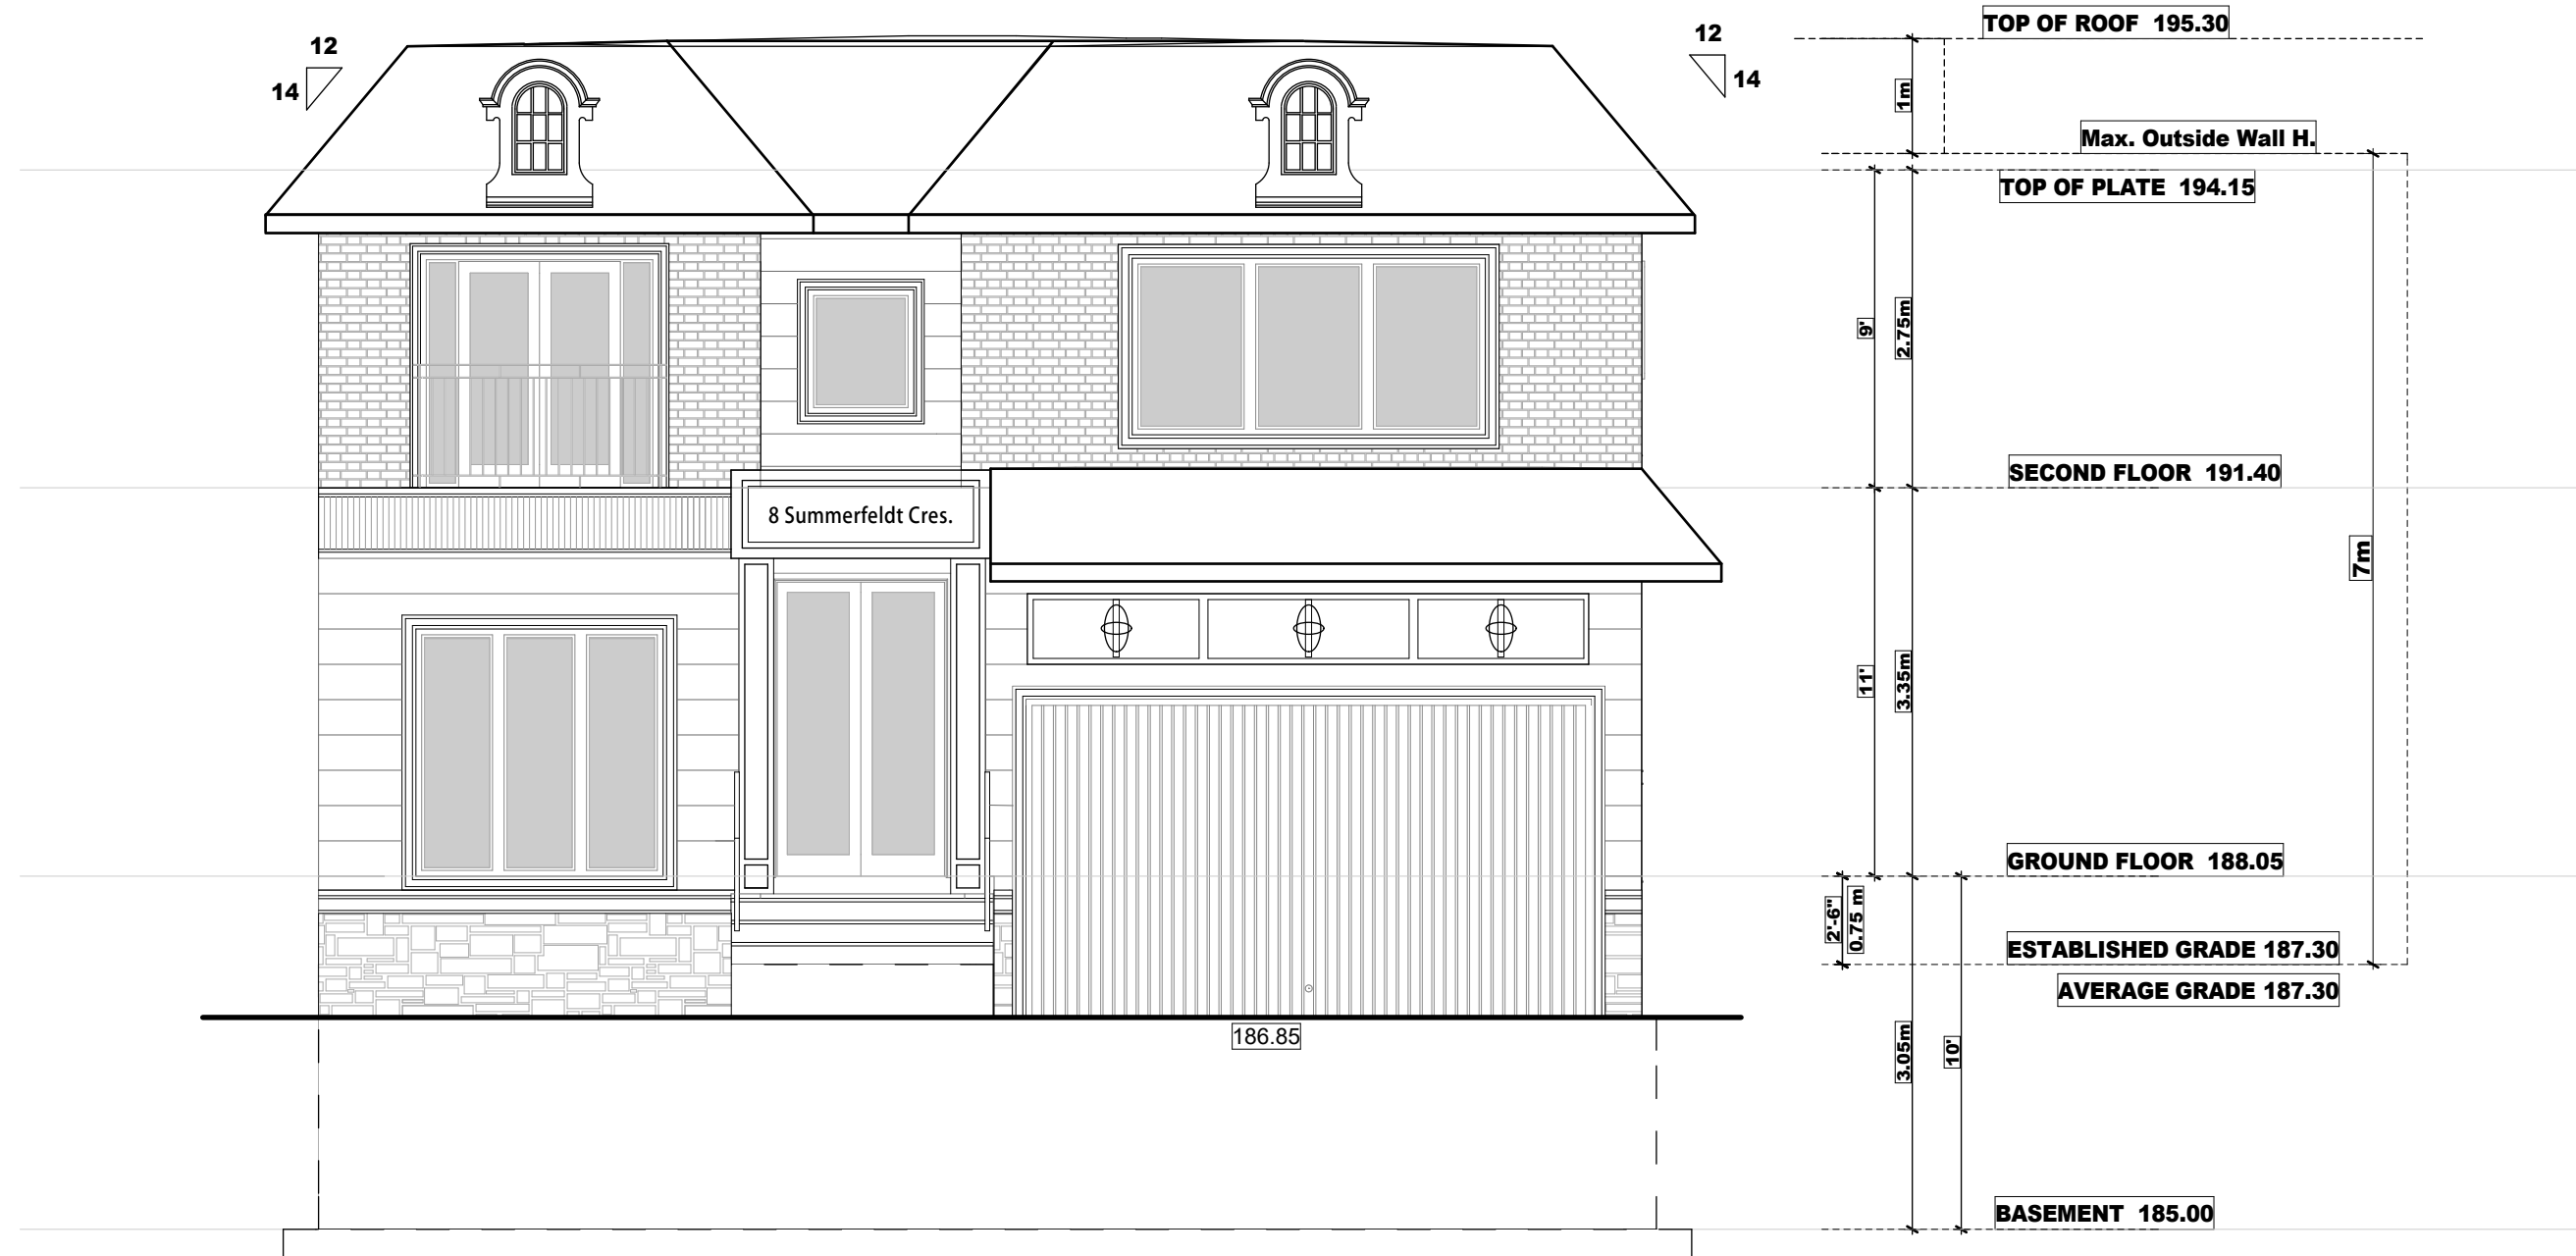 TOP OF ROOF 195.30
12
14
12
14
1m
Max. Outside Wall H.
TOP OF PLATE 194.15
9'
2.75m
SECOND FLOOR 191.40
8 Summerfeldt Cres.
7m
11'
3.35m
GROUND FLOOR 188.05
2'-6"
0.75 m
ESTABLISHED GRADE 187.30
AVERAGE GRADE 187.30
186.85
3.05m
10'
BASEMENT 185.00